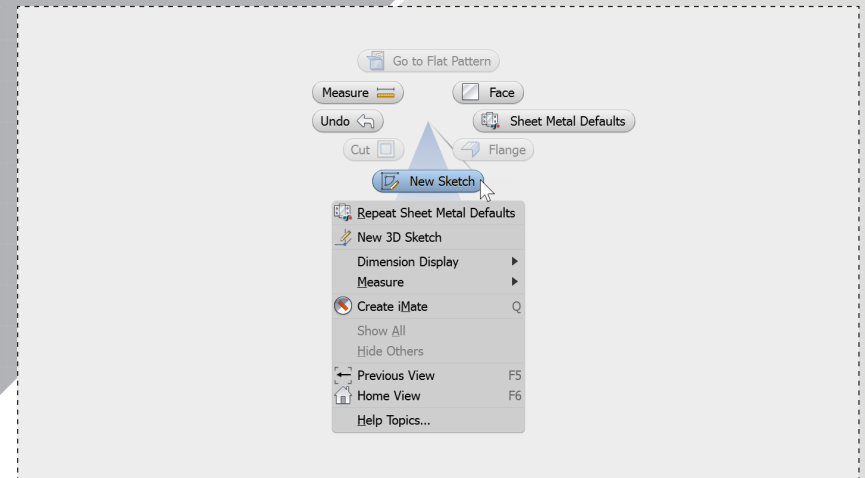 Go to Flat Pattern
Measure
Face
Undo
Sheet Metal Defaults
Cut
Flange
New Sketch
Repeat Sheet Metal Defaults
New 3D Sketch
Dimension Display
Measure
Create iMate Q
Show All
Hide Others
Previous View F5
Home View F6
Help Topics...